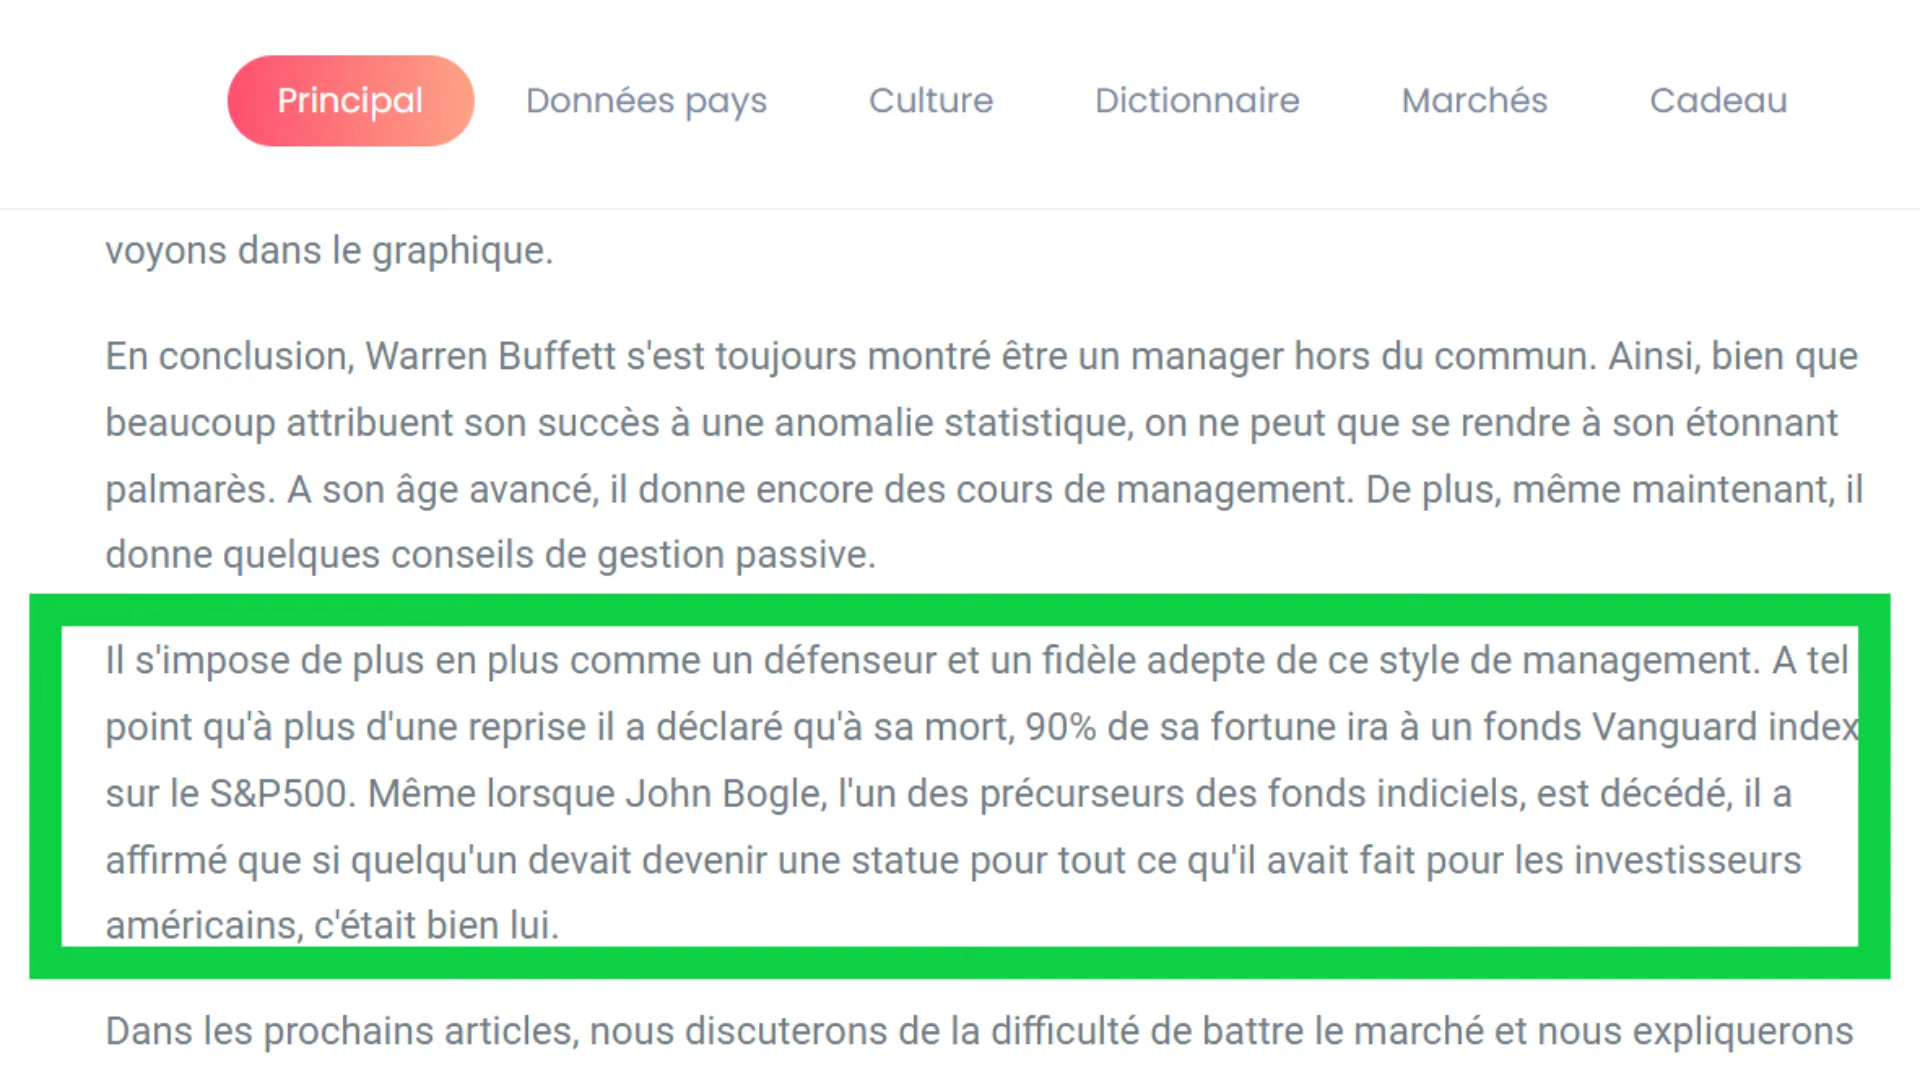 Principal Données pays Culture Dictionnaire Marchés Cadeau
voyons dans le graphique.
En conclusion, Warren Buffett s'est toujours montré être un manager hors du commun. Ainsi, bien que
beaucoup attribuent son succès à une anomalie statistique, on ne peut que se rendre à son étonnant
palmarès. A son âge avancé, il donne encore des cours de management. De plus, même maintenant, il
donne quelques conseils de gestion passive.
Il s'impose de plus en plus comme un défenseur et un fidèle adepte de ce style de management. A tel
point qu'à plus d'une reprise il a déclaré qu'à sa mort, 90% de sa fortune ira à un fonds Vanguard index
sur le S&P500. Même lorsque John Bogle, l'un des précurseurs des fonds indiciels, est décédé, il a
affirmé que si quelqu'un devait devenir une statue pour tout ce qu'il avait fait pour les investisseurs
américains, c'était bien lui.
Dans les prochains articles, nous discuterons de la difficulté de battre le marché et nous expliquerons